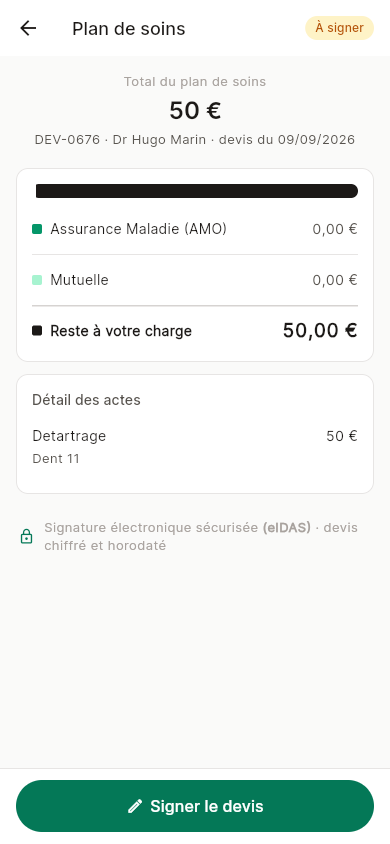 Plan de soins
À signer
Total du plan de soins
50 €
DEV-0676 · Dr Hugo Marin · devis du 09/09/2026
Assurance Maladie (AMO) 0,00 €
Mutuelle 0,00 €
Reste à votre charge 50,00 €
Détail des actes
Detartrage 50 €
Dent 11
Signature électronique sécurisée (eIDAS) · devis
chiffré et horodaté
Signer le devis